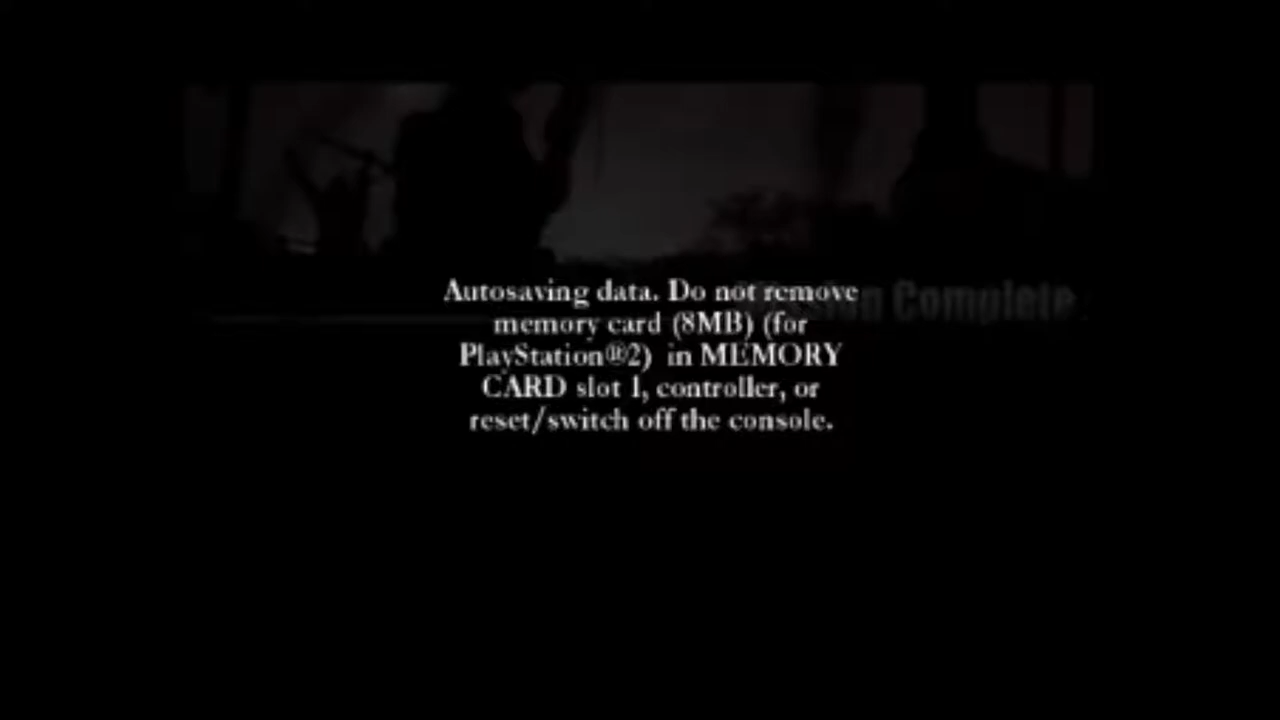 Autosaving data. Do not remove
memory card (8MB) (for
PlayStation®2) in MEMORY
CARD slot 1, controller, or
reset/switch off the console.
Complete